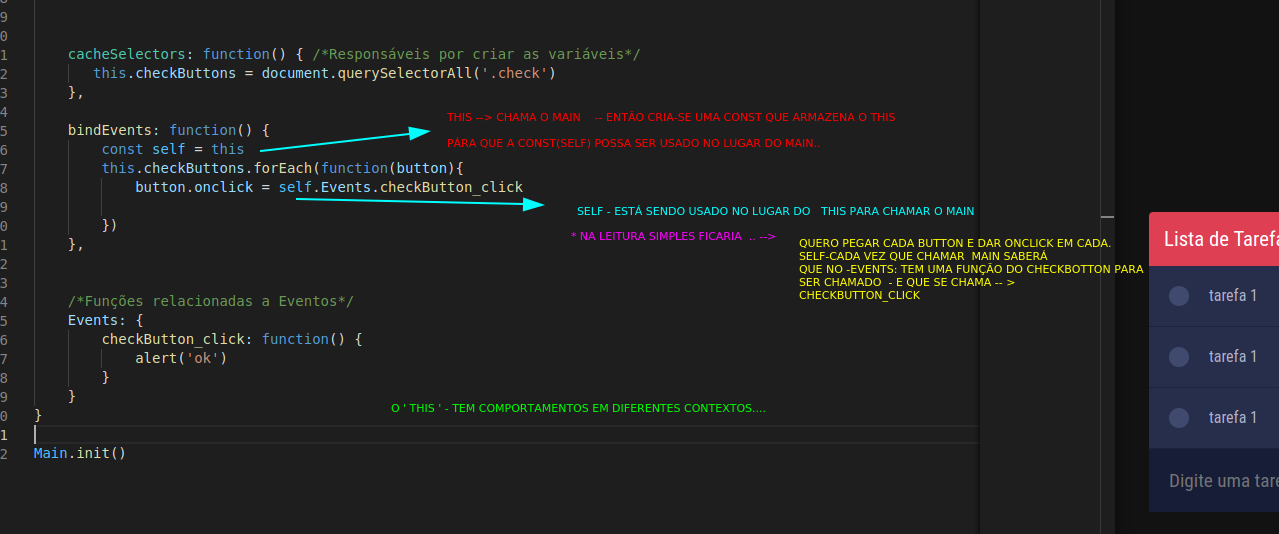 9
0
1 cacheSelectors: function() { /*Responsáveis por criar as variáveis*/
2 this.checkButtons = document.querySelectorAll('.check')
3 },
4
5 bindEvents: function() {
THIS --> CHAMA O MAIN -- ENTÃO CRIA-SE UMA CONST QUE ARMAZENA O THIS
PARA QUE A CONST(SELF) POSSA SER USADO NO LUGAR DO MAIN..
6 const self = this
7 this.checkButtons.forEach(function(button){
8 button.onclick = self.Events.checkButton_click
9
SELF - ESTÁ SENDO USADO NO LUGAR DO THIS PARA CHAMAR O MAIN
0 })
* NA LEITURA SIMPLES FICARIA .. -->
1 },
QUERO PEGAR CADA BUTTON E DAR ONCLICK EM CADA.
SELF-CADA VEZ QUE CHAMAR MAIN SABERÁ
QUE NO -EVENTS: TEM UMA FUNÇÃO DO CHECKBOTTON PARA
SER CHAMADO - E QUE SE CHAMA -- >
CHECKBUTTON_CLICK
2
3
4 /*Funções relacionadas a Eventos*/
5 Events: {
6 checkButton_click: function() {
7 alert('ok')
8 }
9 }
O ' THIS ' - TEM COMPORTAMENTOS EM DIFERENTES CONTEXTOS....
0 }
1
2 Main.init()
Lista de Tarefa
tarefa 1
tarefa 1
tarefa 1
Digite uma tare